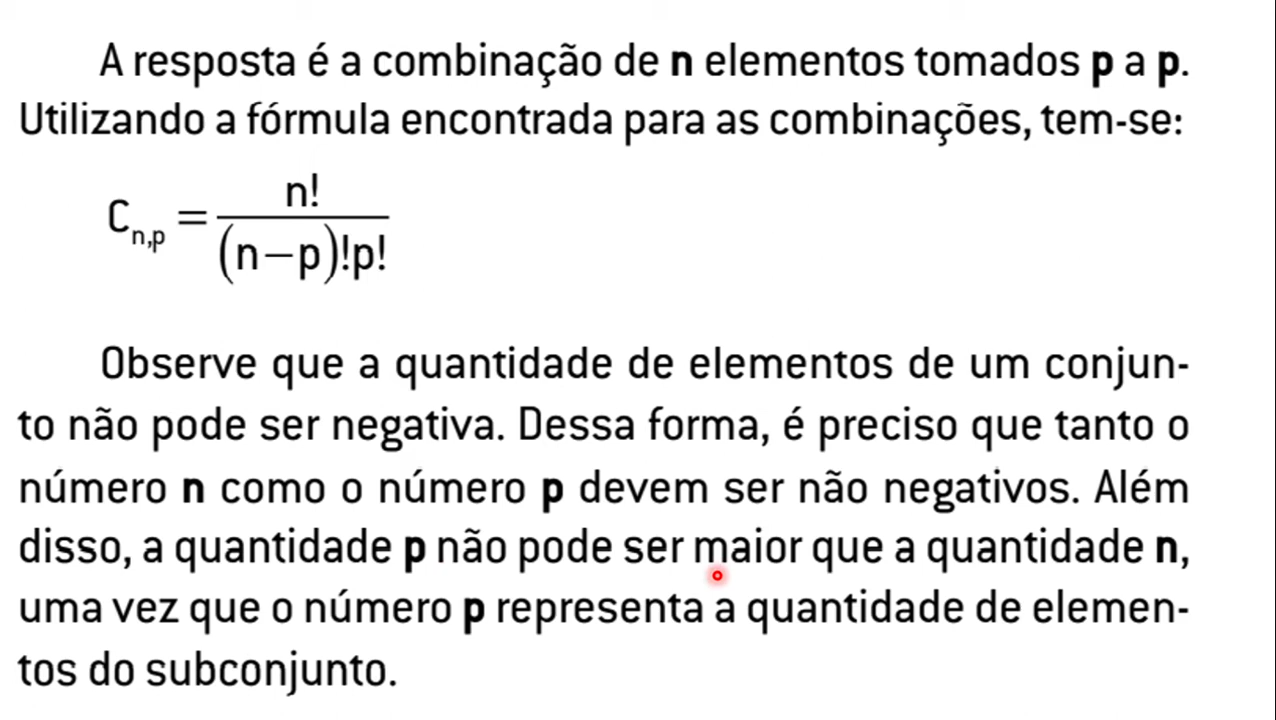 A resposta é a combinação de n elementos tomados p a p.
Utilizando a fórmula encontrada para as combinações, tem-se:
C n,p = n! / (n–p)!p!
Observe que a quantidade de elementos de um conjun-
to não pode ser negativa. Dessa forma, é preciso que tanto o
número n como o número p devem ser não negativos. Além
disso, a quantidade p não pode ser maior que a quantidade n,
uma vez que o número p representa a quantidade de elemen-
tos do subconjunto.